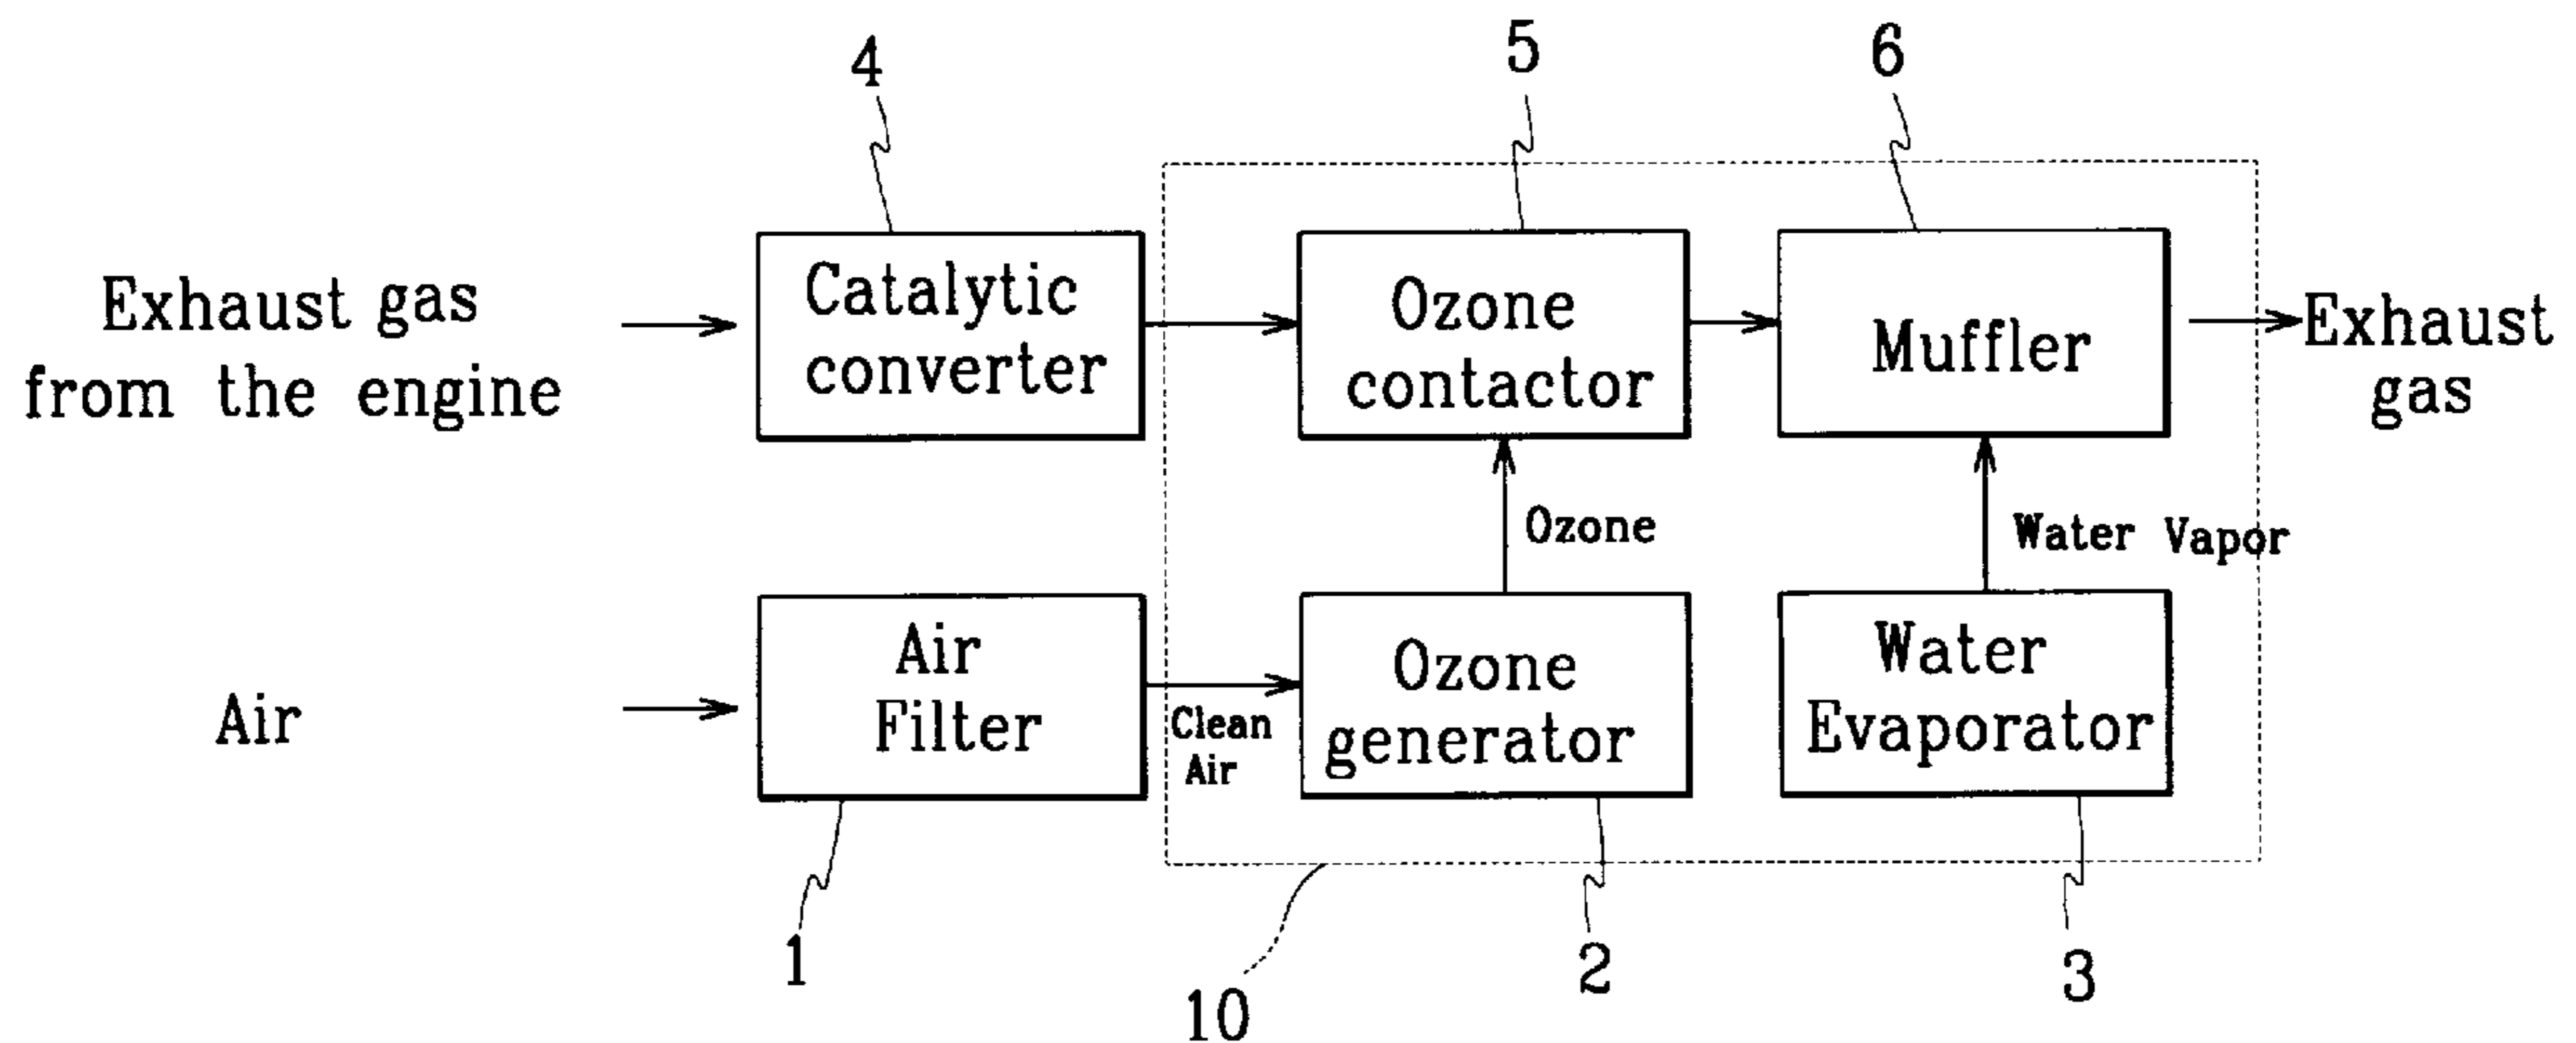 4
5
6
Exhaust gas
from the engine
Catalytic
converter
Ozone
contactor
Muffler
Exhaust
gas
Ozone
Water Vapor
Air
Air
Filter
Clean
Air
Ozone
generator
Water
Evaporator
1
10
2
3